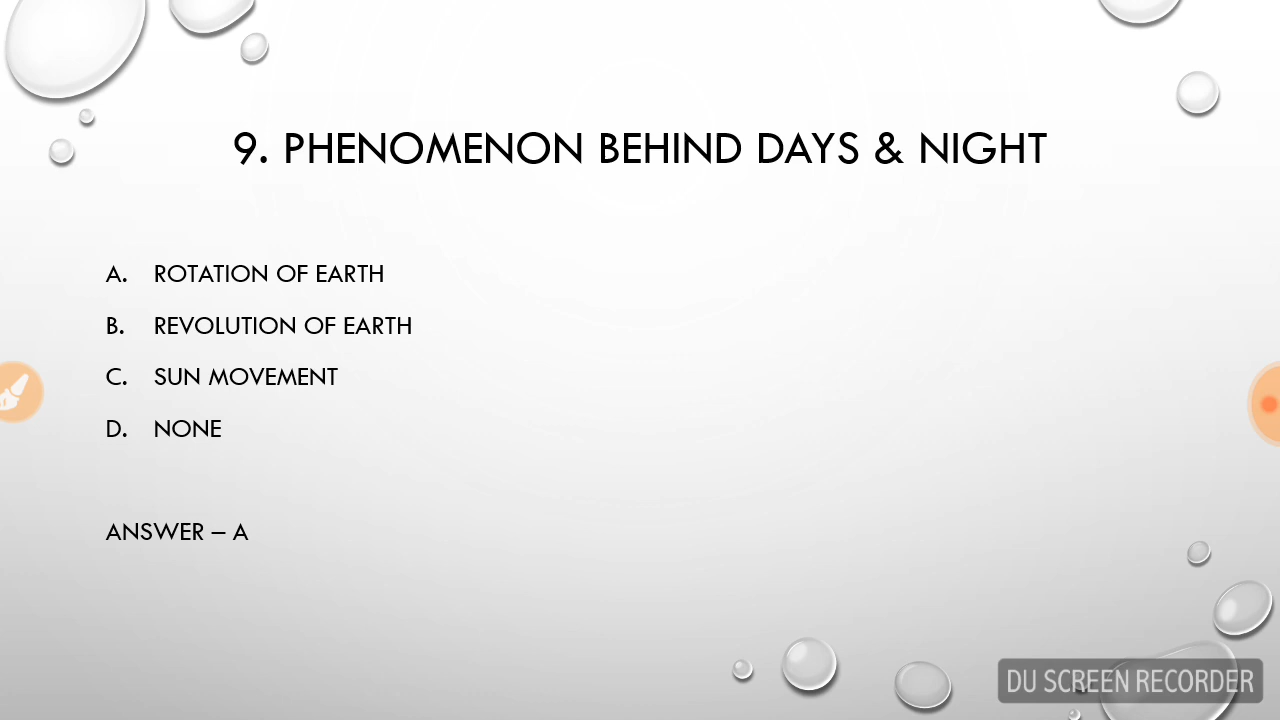 9. PHENOMENON BEHIND DAYS & NIGHT
A. ROTATION OF EARTH
B. REVOLUTION OF EARTH
C. SUN MOVEMENT
D. NONE
ANSWER – A
DU SCREEN RECORDER